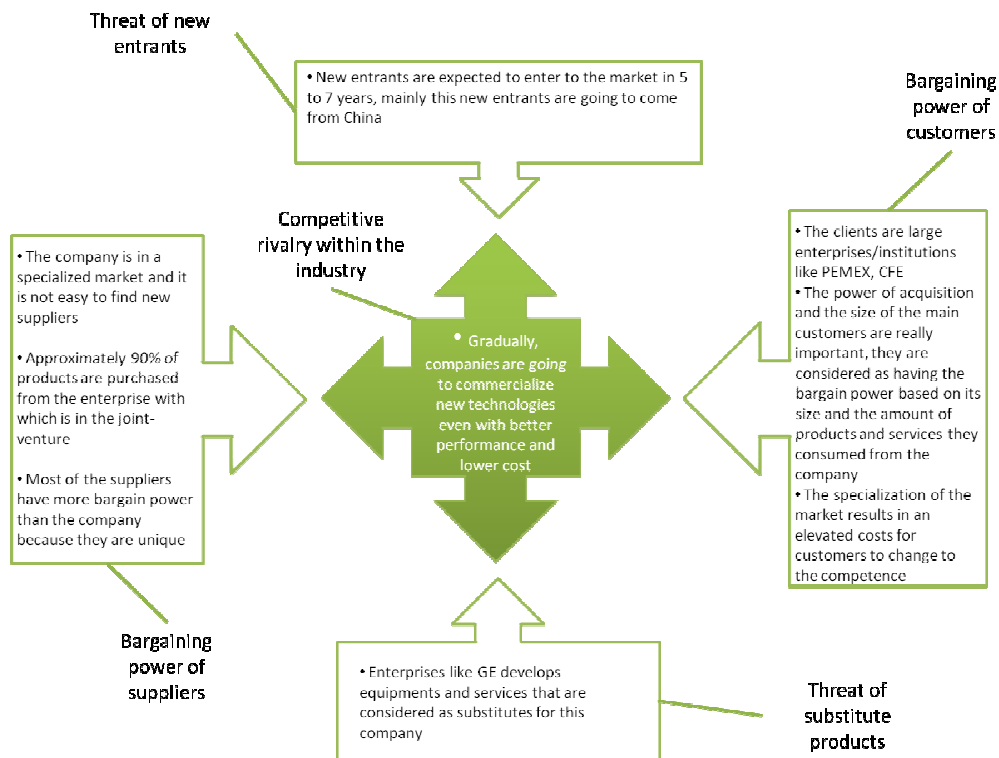 Threat of new
entrants
• New entrants are expected to enter to the market in 5
to 7 years, mainly this new entrants are going to come
from China
Bargaining
power of
customers
• The clients are large
enterprises/institutions
like PEMEX, CFE
• The power of acquisition
and the size of the main
customers are really
important, they are
considered as having the
bargain power based on its
size and the amount of
products and services they
consumed from the
company
• The specialization of the
market results in an
elevated costs for
customers to change to
the competence
Competitive
rivalry within the
industry
• Gradually,
companies are going
to commercialize
new technologies
even with better
performance and
lower cost
• The company is in a
specialized market and it
is not easy to find new
suppliers
• Approximately 90% of
products are purchased
from the enterprise with
which is in the joint-
venture
• Most of the suppliers
have more bargain power
than the company
because they are unique
Bargaining
power of
suppliers
• Enterprises like GE develops
equipments and services that are
considered as substitutes for this
company
Threat of
substitute
products